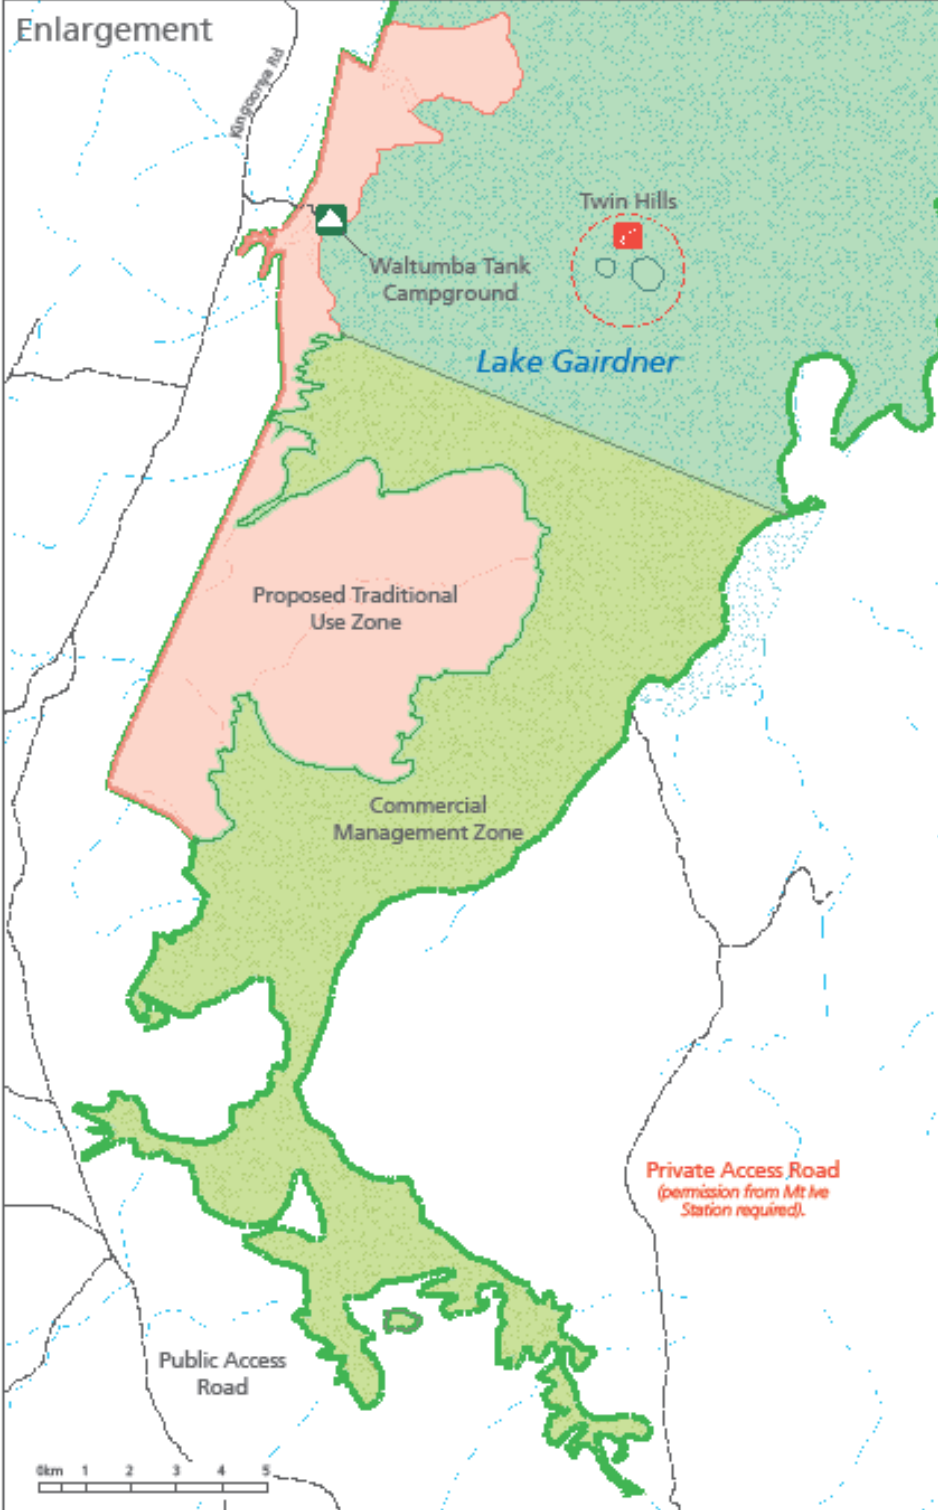 Enlargement
Kingoonya Rd
Twin Hills
Waltumba Tank
Campground
Lake Gairdner
Proposed Traditional
Use Zone
Commercial
Management Zone
Private Access Road
(permission from Mt Ive
Station required).
Public Access
Road
0km 1 2 3 4 5